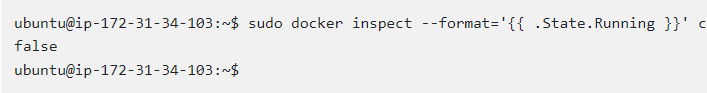 ubuntu@ip-172-31-34-103:~$ sudo docker inspect --format='{{ .State.Running }}' c
false
ubuntu@ip-172-31-34-103:~$